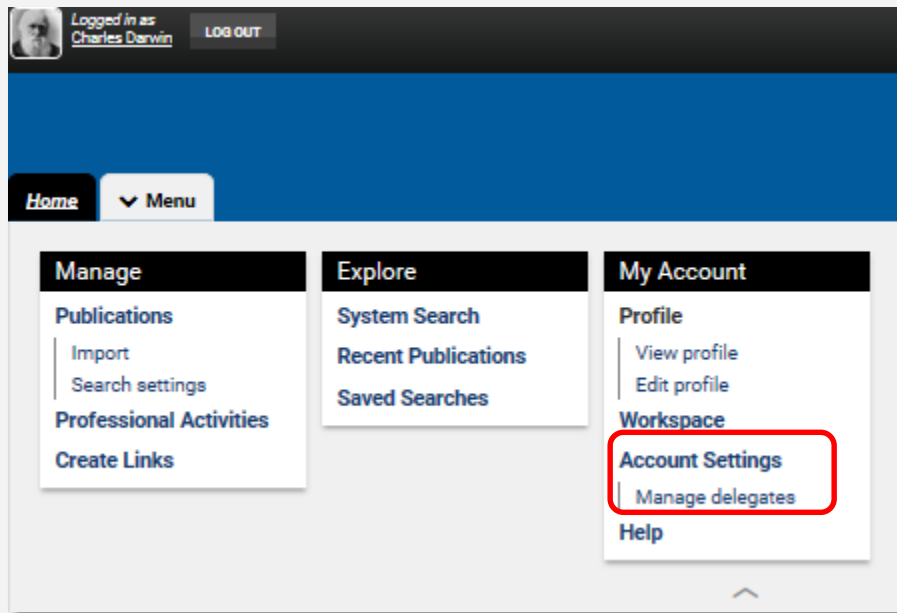 Logged in as
Charles Darwin
LOG OUT
Home
Menu
Manage
Publications
Import
Search settings
Professional Activities
Create Links
Explore
System Search
Recent Publications
Saved Searches
My Account
Profile
View profile
Edit profile
Workspace
Account Settings
Manage delegates
Help